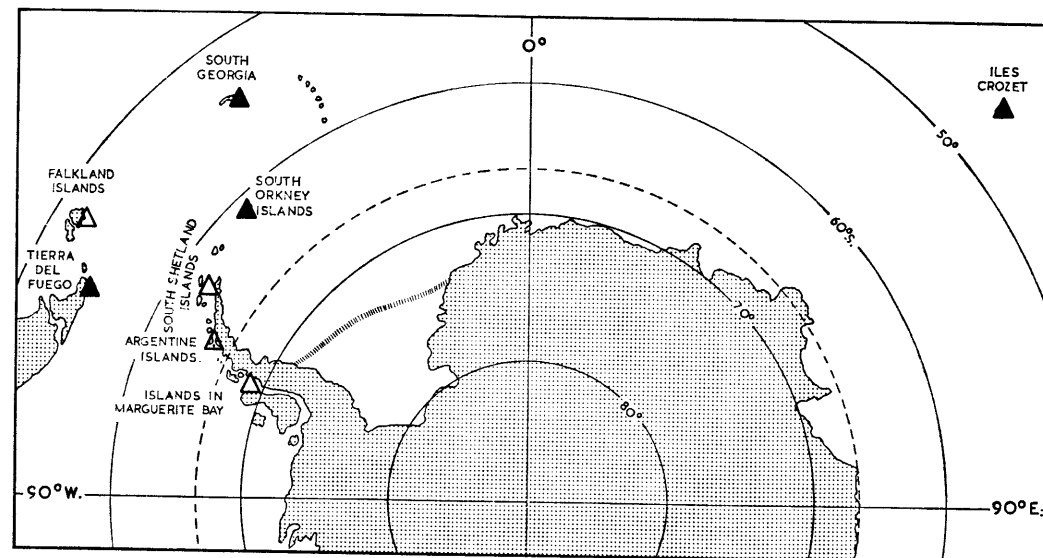 0°
SOUTH
GEORGIA
ILES
CROZET
50°
FALKLAND
ISLANDS
SOUTH
ORKNEY
ISLANDS
60°S.
TIERRA
DEL
FUEGO
SOUTH SHETLAND
ISLANDS
70°
ARGENTINE
ISLANDS.
ISLANDS IN
MARGUERITE BAY
80°
90°W.
90°E.